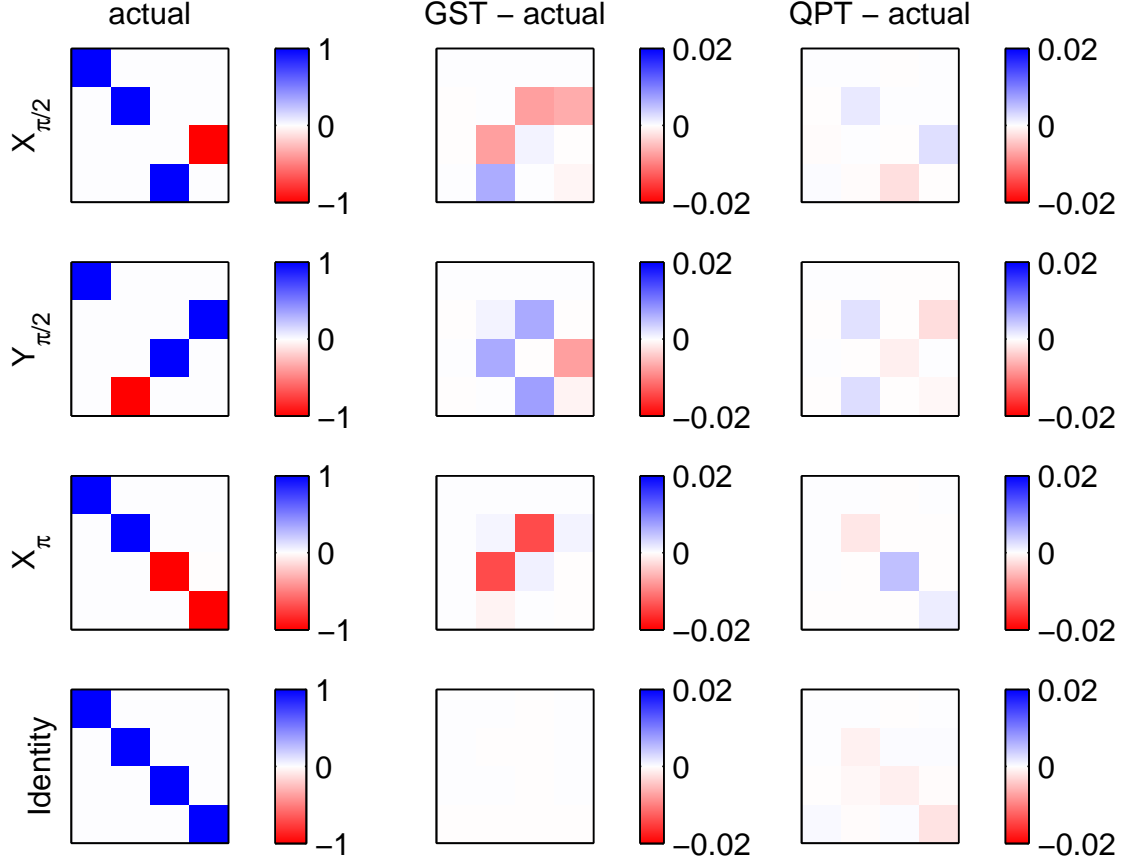 actual GST − actual QPT − actual
X_{π/2} 1 0 −1 0.02 0 −0.02 0.02 0 −0.02
Y_{π/2} 1 0 −1 0.02 0 −0.02 0.02 0 −0.02
X_π 1 0 −1 0.02 0 −0.02 0.02 0 −0.02
Identity 1 0 −1 0.02 0 −0.02 0.02 0 −0.02